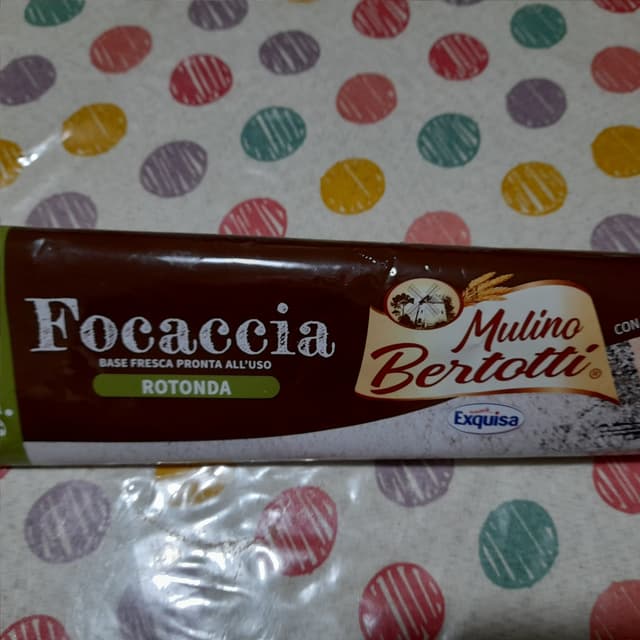 Focaccia
BASE FRESCA PRONTA ALL'USO
ROTONDA
Mulino
Bertotti®
Exquisa
CON